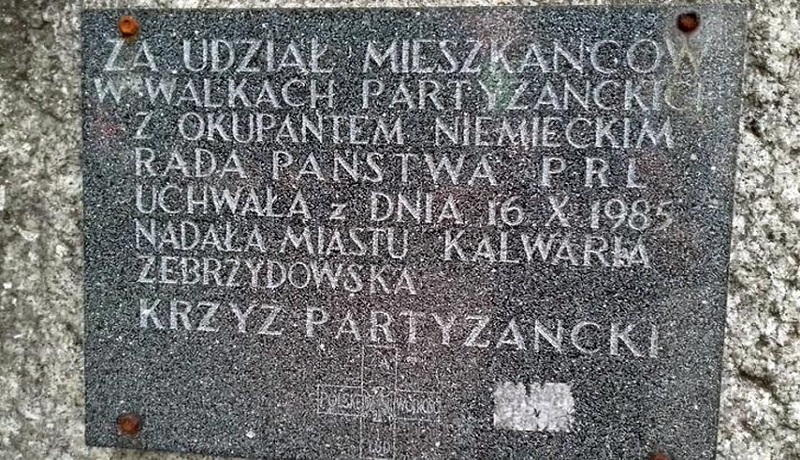 ZA UDZIAŁ MIESZKAŃCÓW
W WALKACH PARTYZANCKICH
Z OKUPANTEM NIEMIECKIM
RADA PAŃSTWA PRL
UCHWAŁA z DNIA 16 X 1985
NADAŁA MIASTU KALWARIA
ZEBRZYDOWSKA
KRZYŻ PARTYZANCKI